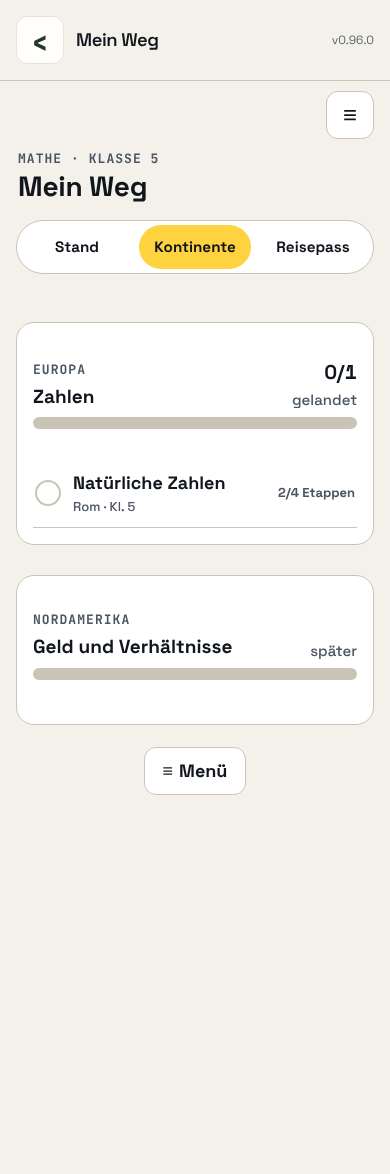 Mein Weg
v0.96.0
MATHE · KLASSE 5
Mein Weg
Stand
Kontinente
Reisepass
EUROPA
0/1
Zahlen
gelandet
Natürliche Zahlen
2/4 Etappen
Rom · Kl. 5
NORDAMERIKA
Geld und Verhältnisse
später
≡ Menü